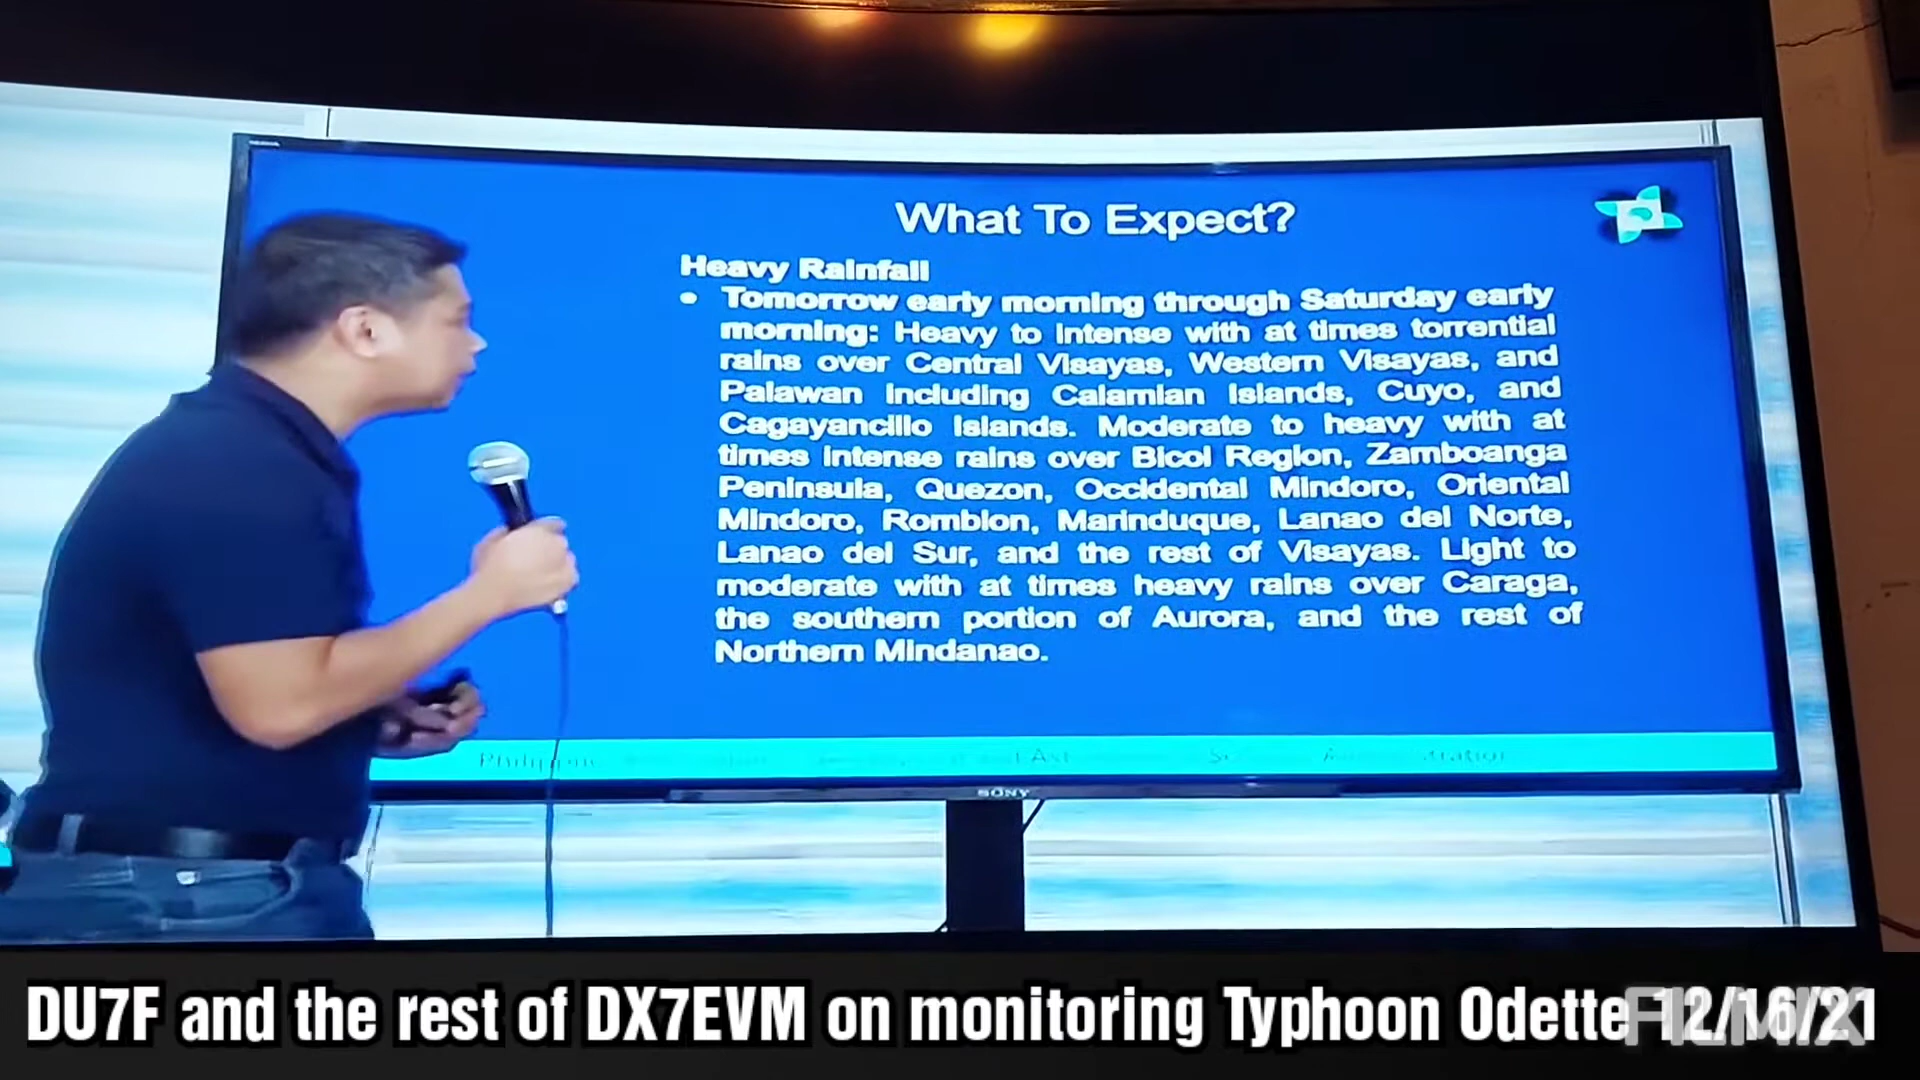 What To Expect?
Heavy Rainfall
• Tomorrow early morning through Saturday early
morning: Heavy to intense with at times torrential
rains over Central Visayas, Western Visayas, and
Palawan including Calamian Islands, Cuyo, and
Cagayancillo Islands. Moderate to heavy with at
times intense rains over Bicol Region, Zamboanga
Peninsula, Quezon, Occidental Mindoro, Oriental
Mindoro, Romblon, Marinduque, Lanao del Norte,
Lanao del Sur, and the rest of Visayas. Light to
moderate with at times heavy rains over Caraga,
the southern portion of Aurora, and the rest of
Northern Mindanao.
SONY
DU7F and the rest of DX7EVM on monitoring Typhoon Odette 12/16/21
FILMIX